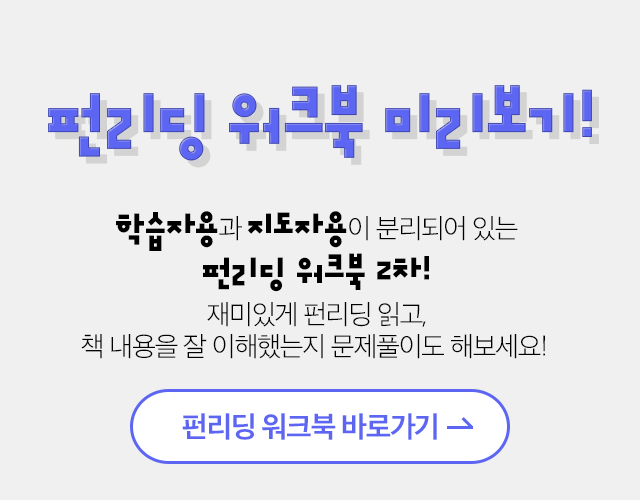 펀리딩 워크북 미리보기!
학습자용과 지도자용이 분리되어 있는
펀리딩 워크북 2차!
재미있게 펀리딩 읽고,
책 내용을 잘 이해했는지 문제풀이도 해보세요!
펀리딩 워크북 바로가기 ⇀